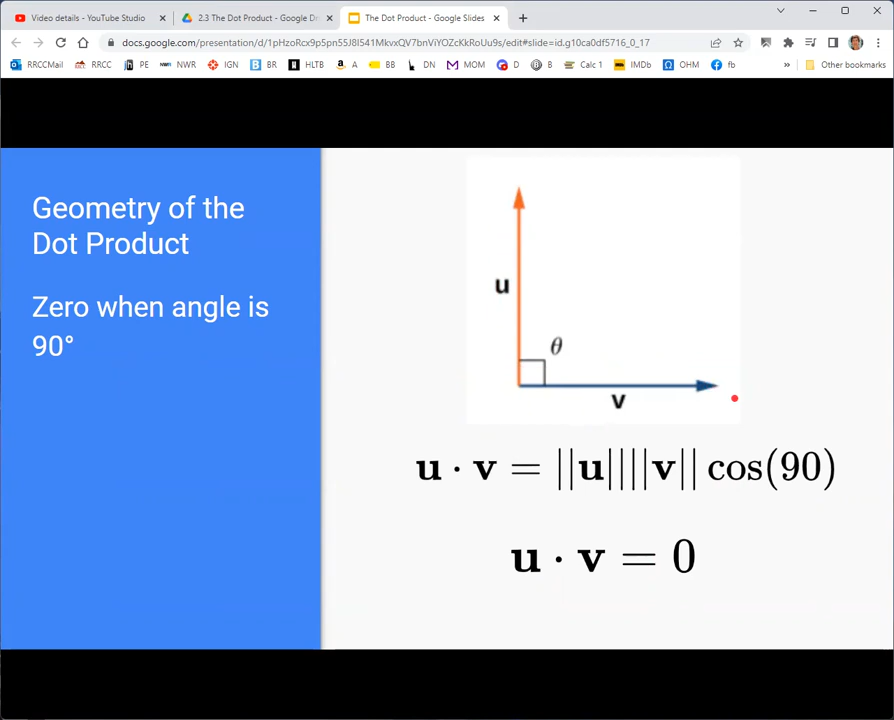 Video details - YouTube Studio
2.3 The Dot Product - Google Dr
The Dot Product - Google Slides
docs.google.com/presentation/d/1pHzoRcx9p5pn55J8I541MkvxQV7bnViYOZcKkRoUu9s/edit#slide=id.g10ca0df5716_0_17
RRCCMail RRCC PE NWR IGN BR HLTB A BB DN MOM D B Calc 1 IMDb OHM fb » Other bookmarks
Geometry of the
Dot Product
Zero when angle is
90°
u
θ
v
u · v = ||u||||v|| cos(90)
u · v = 0